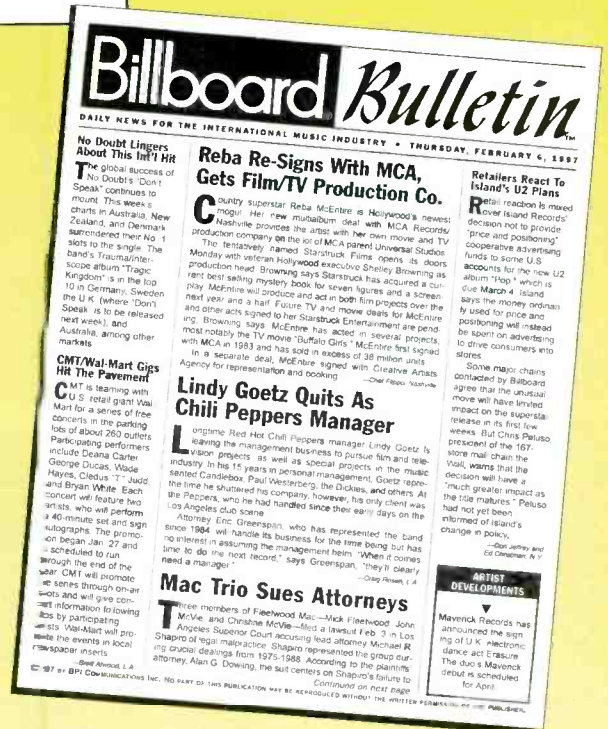 Billboard Bulletin™
DAILY NEWS FOR THE INTERNATIONAL MUSIC INDUSTRY • THURSDAY, FEBRUARY 6, 1997
No Doubt Lingers
About This Int'l Hit
The global success of
No Doubt's "Don't
Speak" continues to
mount. This week's
charts in Australia, New
Zealand, and Denmark
surrendered their No. 1
slots to the single. The
band's Trauma/Inter-
scope album "Tragic
Kingdom" is in the top
10 in Germany, Sweden
the U.K. (where "Don't
Speak" is to be released
next week), and
Australia, among other
markets
CMT/Wal-Mart Gigs
Hit The Pavement
CMT is teaming with
U.S. retail giant Wal
Mart for a series of free
concerts in the parking
lots of about 260 outlets
Participating performers
include Deana Carter
George Ducas, Wade
Hayes, Cledus "T" Judd,
and Bryan White. Each
concert will feature two
artists, who will perform
a 40-minute set and sign
autographs. The promo-
tion began Jan. 27 and
is scheduled to run
through the end of the
year. CMT will promote
the series through on-air
spots and will give con-
cert information following
clips by participating
artists. Wal-Mart will pro-
mote the events in local
newspaper inserts
—Brett Atwood, L.A.
Reba Re-Signs With MCA,
Gets Film/TV Production Co.
Country superstar Reba McEntire is Hollywood's newest
mogul. Her new multialbum deal with MCA Records/
Nashville provides the artist with her own movie and TV
production company on the lot of MCA parent Universal Studios
The tentatively named Starstruck Films opens its doors
Monday with veteran Hollywood executive Shelley Browning as
production head. Browning says Starstruck has acquired a cur-
rent best selling mystery book for seven figures and a screen-
play. McEntire will produce and act in both film projects over the
next year and a half. Future TV and movie deals for McEntire
and other acts signed to her Starstruck Entertainment are pend-
ing, Browning says. McEntire has acted in several projects,
most notably the TV movie "Buffalo Girls." McEntire first signed
with MCA in 1983 and has sold in excess of 38 million units
In a separate deal, McEntire signed with Creative Artists
Agency for representation and booking
—Chet Flippo, Nashville
Lindy Goetz Quits As
Chili Peppers Manager
Longtime Red Hot Chili Peppers manager Lindy Goetz is
leaving the management business to pursue film and tele-
vision projects as well as special projects in the music
industry. In his 15 years in personal management, Goetz repre-
sented Candlebox, Paul Westerberg, the Dickies, and others. At
the time he shuttered his company, however, his only client was
the Peppers, who he had handled since their early days on the
Los Angeles club scene
Attorney Eric Greenspan, who has represented the band
since 1984 will handle its business for the time being but has
no interest in assuming the management helm. "When it comes
time to do the next record," says Greenspan, "they'll clearly
need a manager."
—Craig Rosen, L.A.
Mac Trio Sues Attorneys
Three members of Fleetwood Mac—Mick Fleetwood John
McVie, and Christine McVie—filed a lawsuit Feb. 3 in Los
Angeles Superior Court accusing lead attorney Michael R.
Shapiro of legal malpractice. Shapiro represented the group dur-
ing crucial dealings from 1975-1988. According to the plaintiffs'
attorney, Alan G. Dowling, the suit centers on Shapiro's failure to
Continued on next page
Retailers React To
Island's U2 Plans
Retail reaction is mixed
over Island Records'
decision not to provide
"price and positioning"
cooperative advertising
funds to some U.S.
accounts for the new U2
album "Pop," which is
due March 4. Island
says the money ordinari-
ly used for price and
positioning will instead
be spent on advertising
to drive consumers into
stores
Some major chains
contacted by Billboard
agree that the unusual
move will have limited
impact on the superstar
release in its first few
weeks. But Chris Peluso,
president of the 167-
store mall chain the
Wall, warns that the
decision will have a
"much greater impact as
the title matures." Peluso
had not yet been
informed of Island's
change in policy,
—Don Jeffrey and
Ed Christman, N.Y.
ARTIST
DEVELOPMENTS
Maverick Records has
announced the sign
ing of U.K. electronic
dance act Erasure
The duo's Maverick
debut is scheduled
for April
© '97 BY BPI COMMUNICATIONS INC. NO PART OF THIS PUBLICATION MAY BE REPRODUCED WITHOUT THE WRITTEN PERMISSION OF THE PUBLISHER.